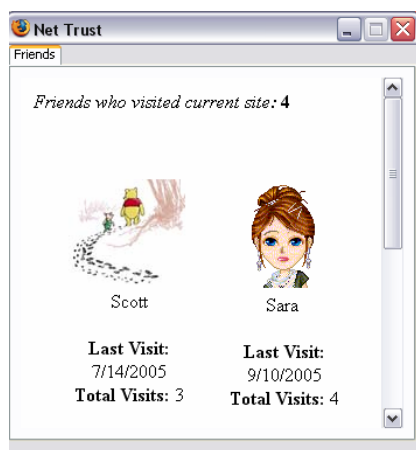 Net Trust
Friends
Friends who visited current site: 4
Scott
Sara
Last Visit:
7/14/2005
Total Visits: 3
Last Visit:
9/10/2005
Total Visits: 4